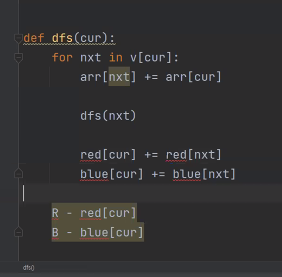 def dfs(cur):
    for nxt in v[cur]:
        arr[nxt] += arr[cur]
        dfs(nxt)
        red[cur] += red[nxt]
        blue[cur] += blue[nxt]
    R - red[cur]
    B - blue[cur]
dfs()